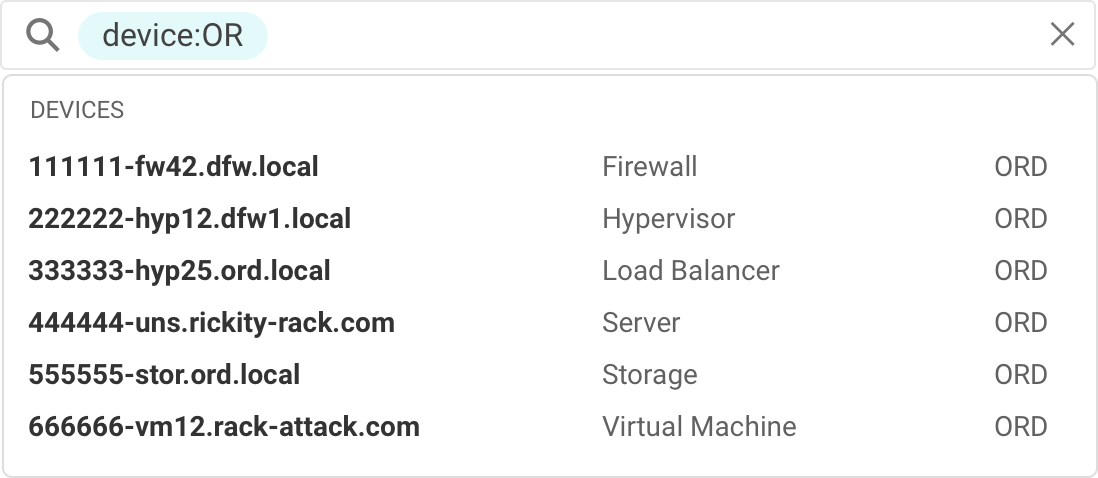 device:OR
DEVICES
111111-fw42.dfw.local Firewall ORD
222222-hyp12.dfw1.local Hypervisor ORD
333333-hyp25.ord.local Load Balancer ORD
444444-uns.rickity-rack.com Server ORD
555555-stor.ord.local Storage ORD
666666-vm12.rack-attack.com Virtual Machine ORD